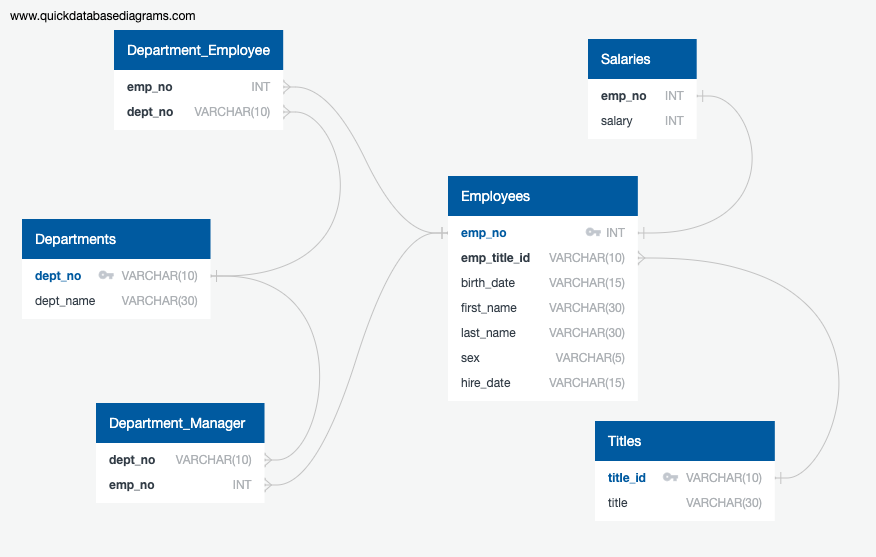 www.quickdatabasediagrams.com
Department_Employee
emp_no INT
dept_no VARCHAR(10)
Salaries
emp_no INT
salary INT
Employees
emp_no INT
emp_title_id VARCHAR(10)
birth_date VARCHAR(15)
first_name VARCHAR(30)
last_name VARCHAR(30)
sex VARCHAR(5)
hire_date VARCHAR(15)
Departments
dept_no VARCHAR(10)
dept_name VARCHAR(30)
Department_Manager
dept_no VARCHAR(10)
emp_no INT
Titles
title_id VARCHAR(10)
title VARCHAR(30)